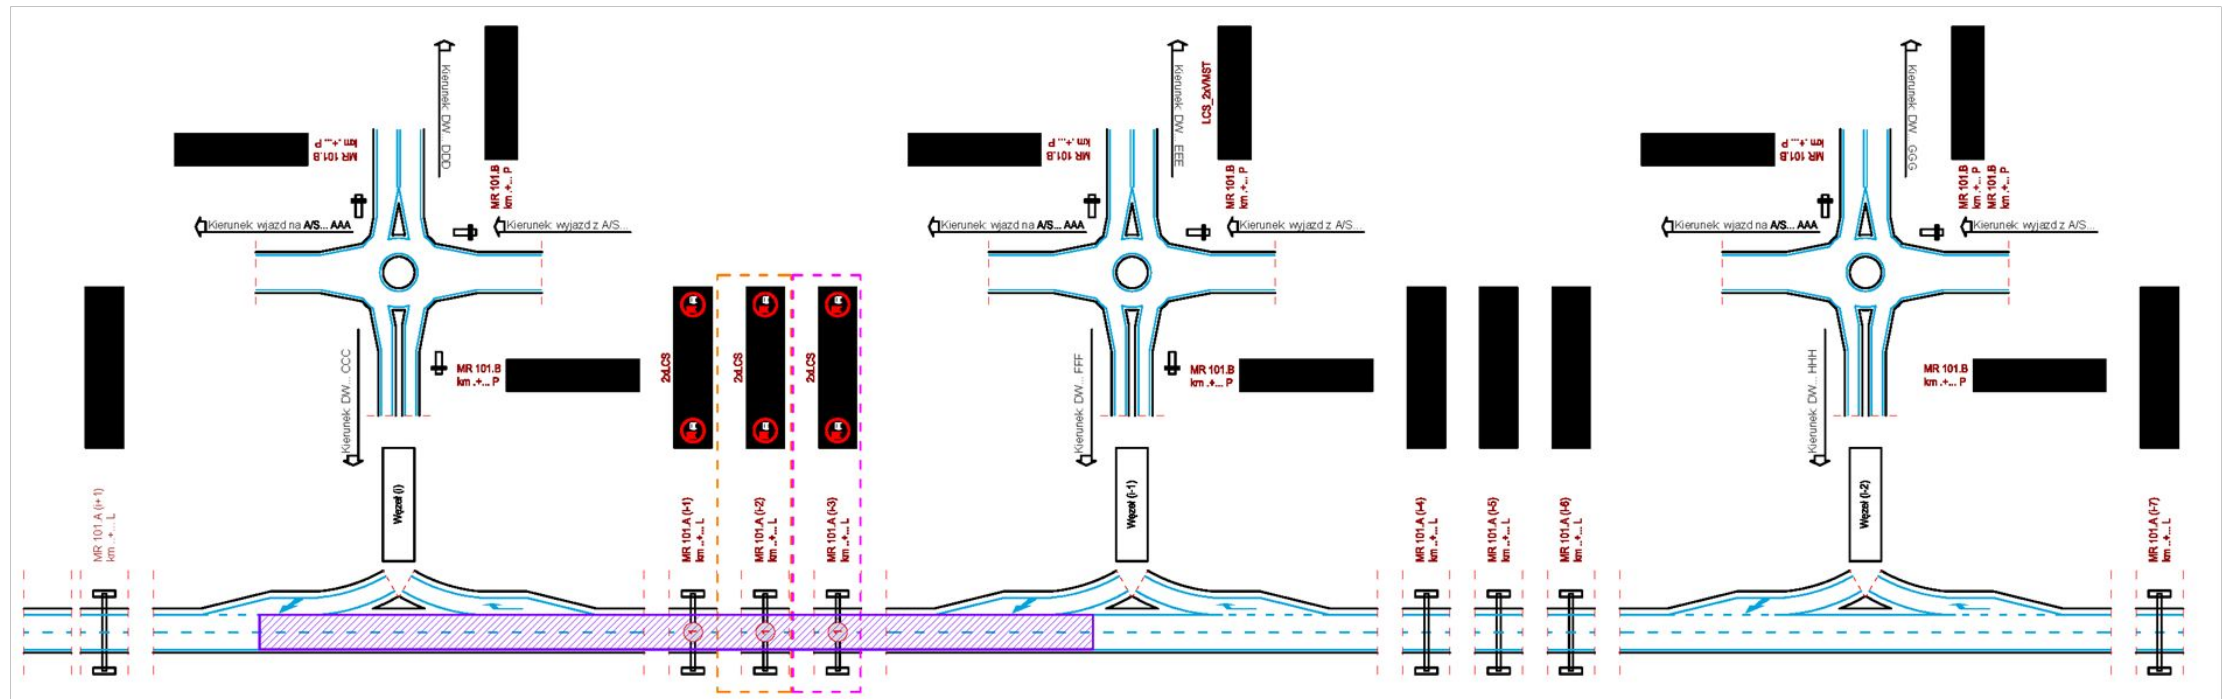 Kierunek: DW... DDD
MR 101.B
km .+... P
MR 101.B
km .+... P
Kierunek: wjazd na A/S... AAA
Kierunek: wyjazd z A/S...
Kierunek: DW... CCC
MR 101.B
km .+... P
Węzeł (i)
MR 101.A (i+1)
km ..+... L
2xLCS
2xLCS
2xLCS
MR 101.A (i-1)
km ..+... L
MR 101.A (i-2)
km ..+... L
MR 101.A (i-3)
km ..+... L
1
1
1
Kierunek: DW... EEE
LCS_2xVMST
MR 101.B
km .+... P
MR 101.B
km .+... P
Kierunek: wjazd na A/S... AAA
Kierunek: wyjazd z A/S...
Kierunek: DW... FFF
MR 101.B
km .+... P
Węzeł (i-1)
MR 101.A (i-4)
km ..+... L
MR 101.A (i-5)
km ..+... L
MR 101.A (i-6)
km ..+... L
Kierunek: DW... GGG
MR 101.B
km .+... P
MR 101.B
km .+... P
MR 101.B
km .+... P
Kierunek: wjazd na A/S... AAA
Kierunek: wyjazd z A/S...
Kierunek: DW... HHH
MR 101.B
km .+... P
Węzeł (i-2)
MR 101.A (i-7)
km ..+... L